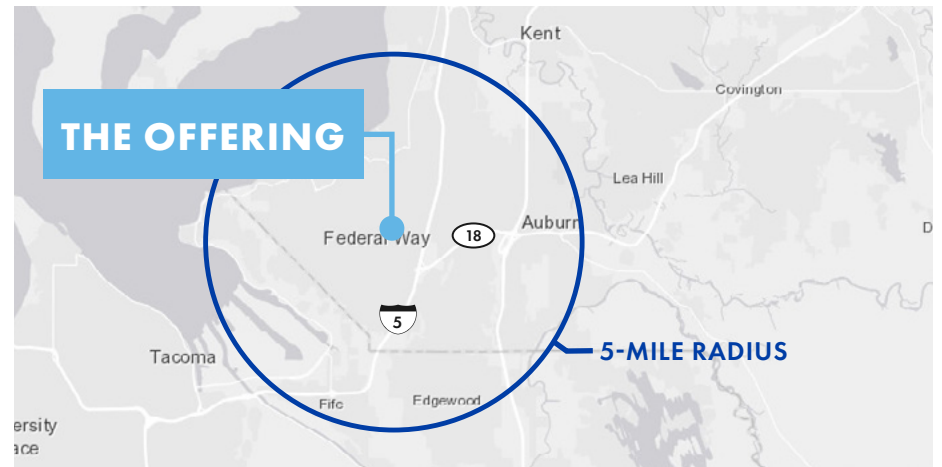 Kent
Covington
THE OFFERING
Lea Hill
Auburn
Federal Way
18
D
5
5-MILE RADIUS
Tacoma
Fife
Edgewood
ersity
ace